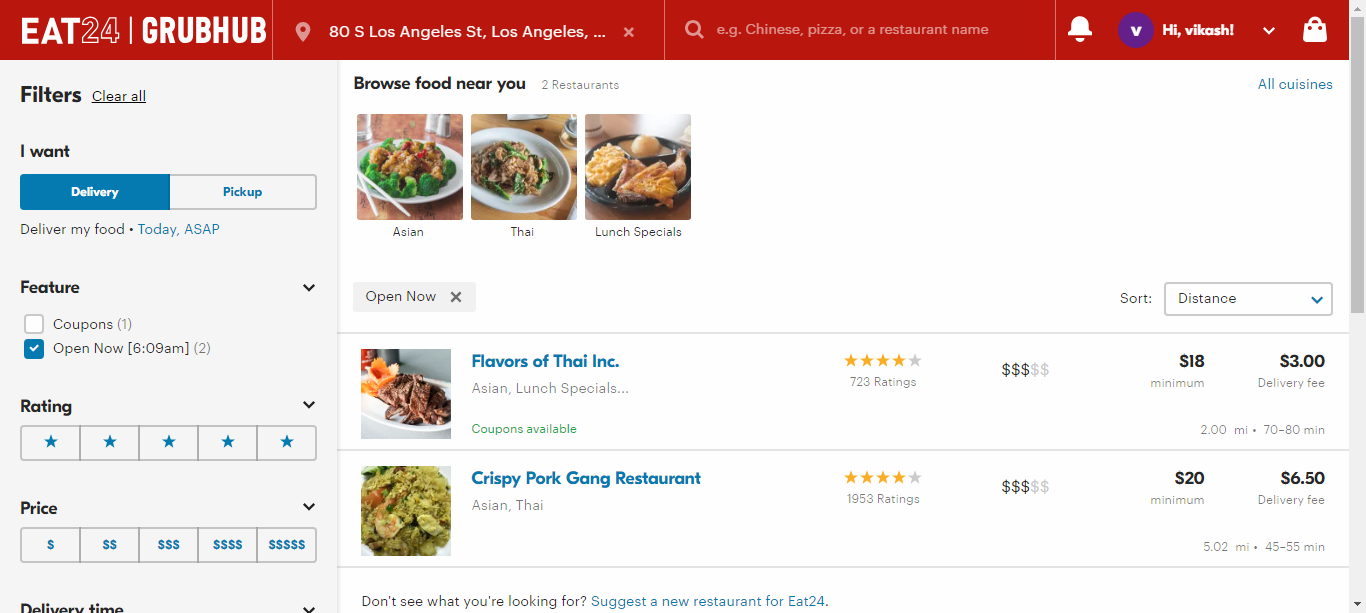 EAT24 | GRUBHUB
80 S Los Angeles St, Los Angeles, ...
e.g. Chinese, pizza, or a restaurant name
v
Hi, vikash!
Filters Clear all
I want
Delivery Pickup
Deliver my food • Today, ASAP
Feature
Coupons (1)
Open Now [6:09am] (2)
Rating
Price
$ $$ $$$ $$$$ $$$$$
Delivery time
Browse food near you 2 Restaurants
All cuisines
Asian Thai Lunch Specials
Open Now
Sort: Distance
Flavors of Thai Inc.
Asian, Lunch Specials...
Coupons available
723 Ratings
$$$$$
$18
minimum
$3.00
Delivery fee
2.00 mi • 70–80 min
Crispy Pork Gang Restaurant
Asian, Thai
1953 Ratings
$$$$$
$20
minimum
$6.50
Delivery fee
5.02 mi • 45–55 min
Don't see what you're looking for? Suggest a new restaurant for Eat24.